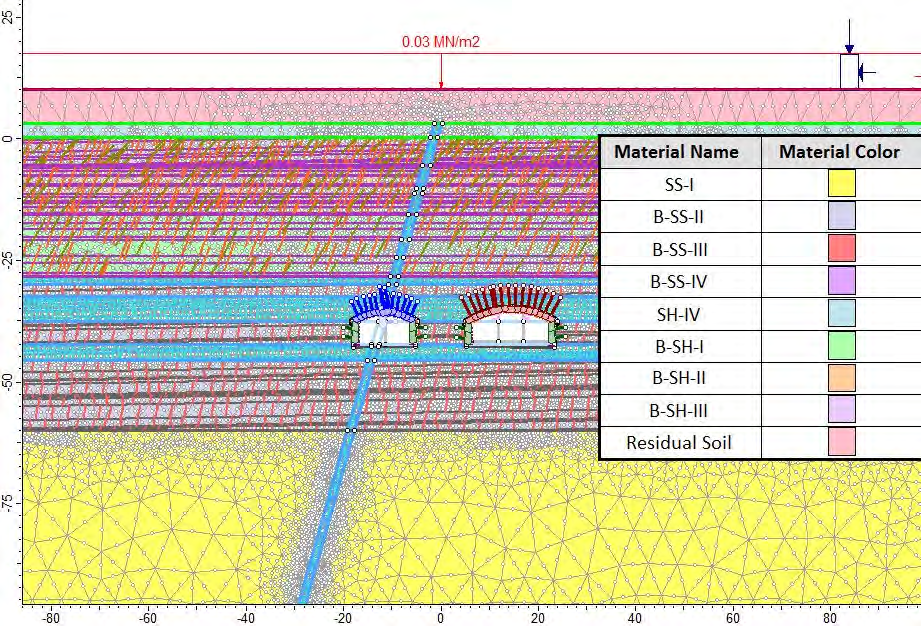 25
0.03 MN/m2
0
Material Name Material Color
SS-I
B-SS-II
B-SS-III
B-SS-IV
SH-IV
B-SH-I
B-SH-II
B-SH-III
Residual Soil
-25
-50
-75
-80 -60 -40 -20 0 20 40 60 80